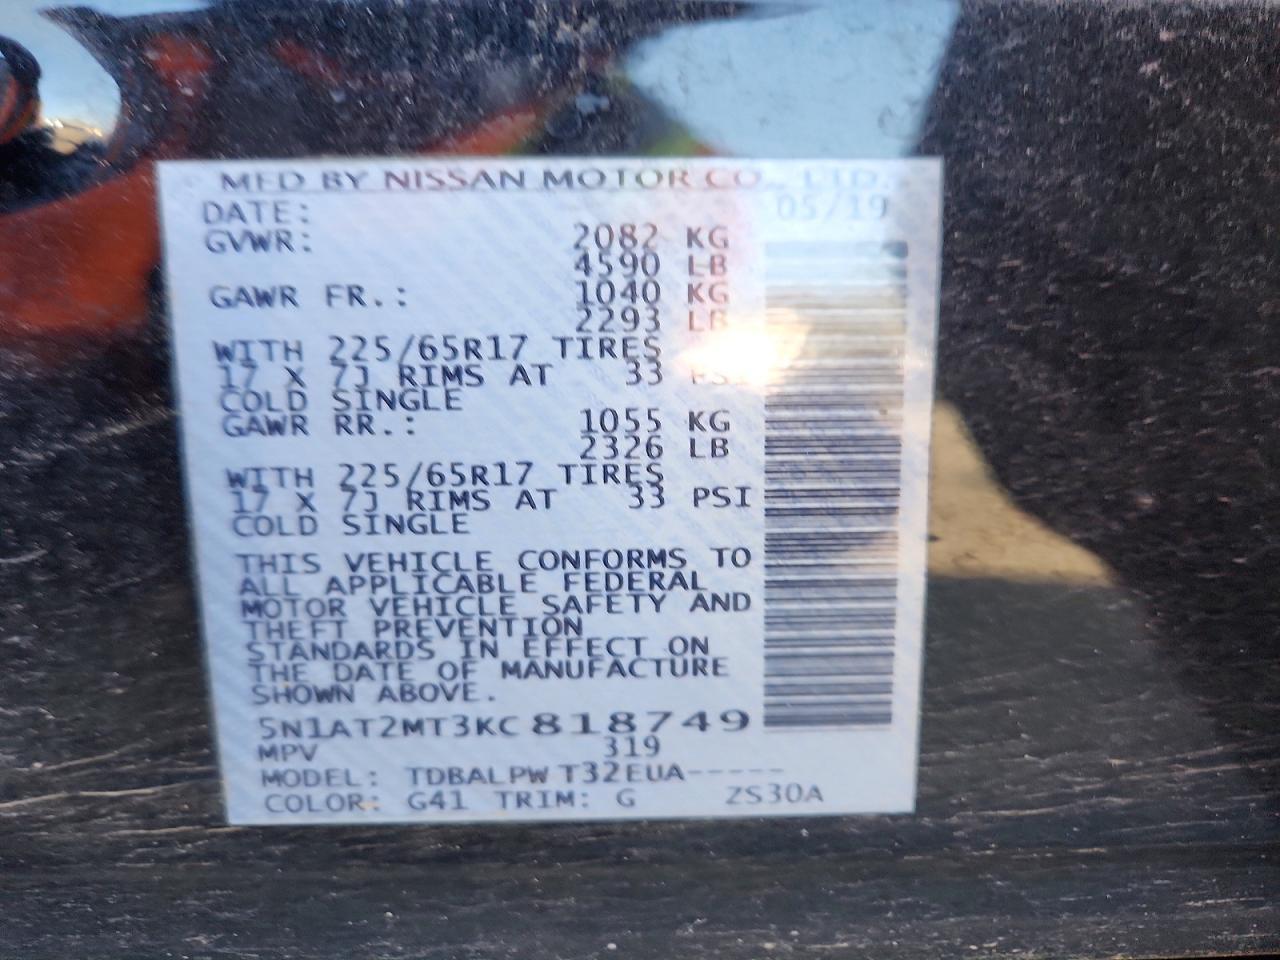 MFD BY NISSAN MOTOR CO., LTD.
DATE: 05/19
GVWR: 2082 KG
4590 LB
GAWR FR.: 1040 KG
2293 LB
WITH 225/65R17 TIRES
17 X 7J RIMS AT 33 PSI
COLD SINGLE
GAWR RR.: 1055 KG
2326 LB
WITH 225/65R17 TIRES
17 X 7J RIMS AT 33 PSI
COLD SINGLE
THIS VEHICLE CONFORMS TO
ALL APPLICABLE FEDERAL
MOTOR VEHICLE SAFETY AND
THEFT PREVENTION
STANDARDS IN EFFECT ON
THE DATE OF MANUFACTURE
SHOWN ABOVE.
5N1AT2MT3KC818749
MPV 319
MODEL: TDBALPW T32EUA-----
COLOR: G41 TRIM: G ZS30A